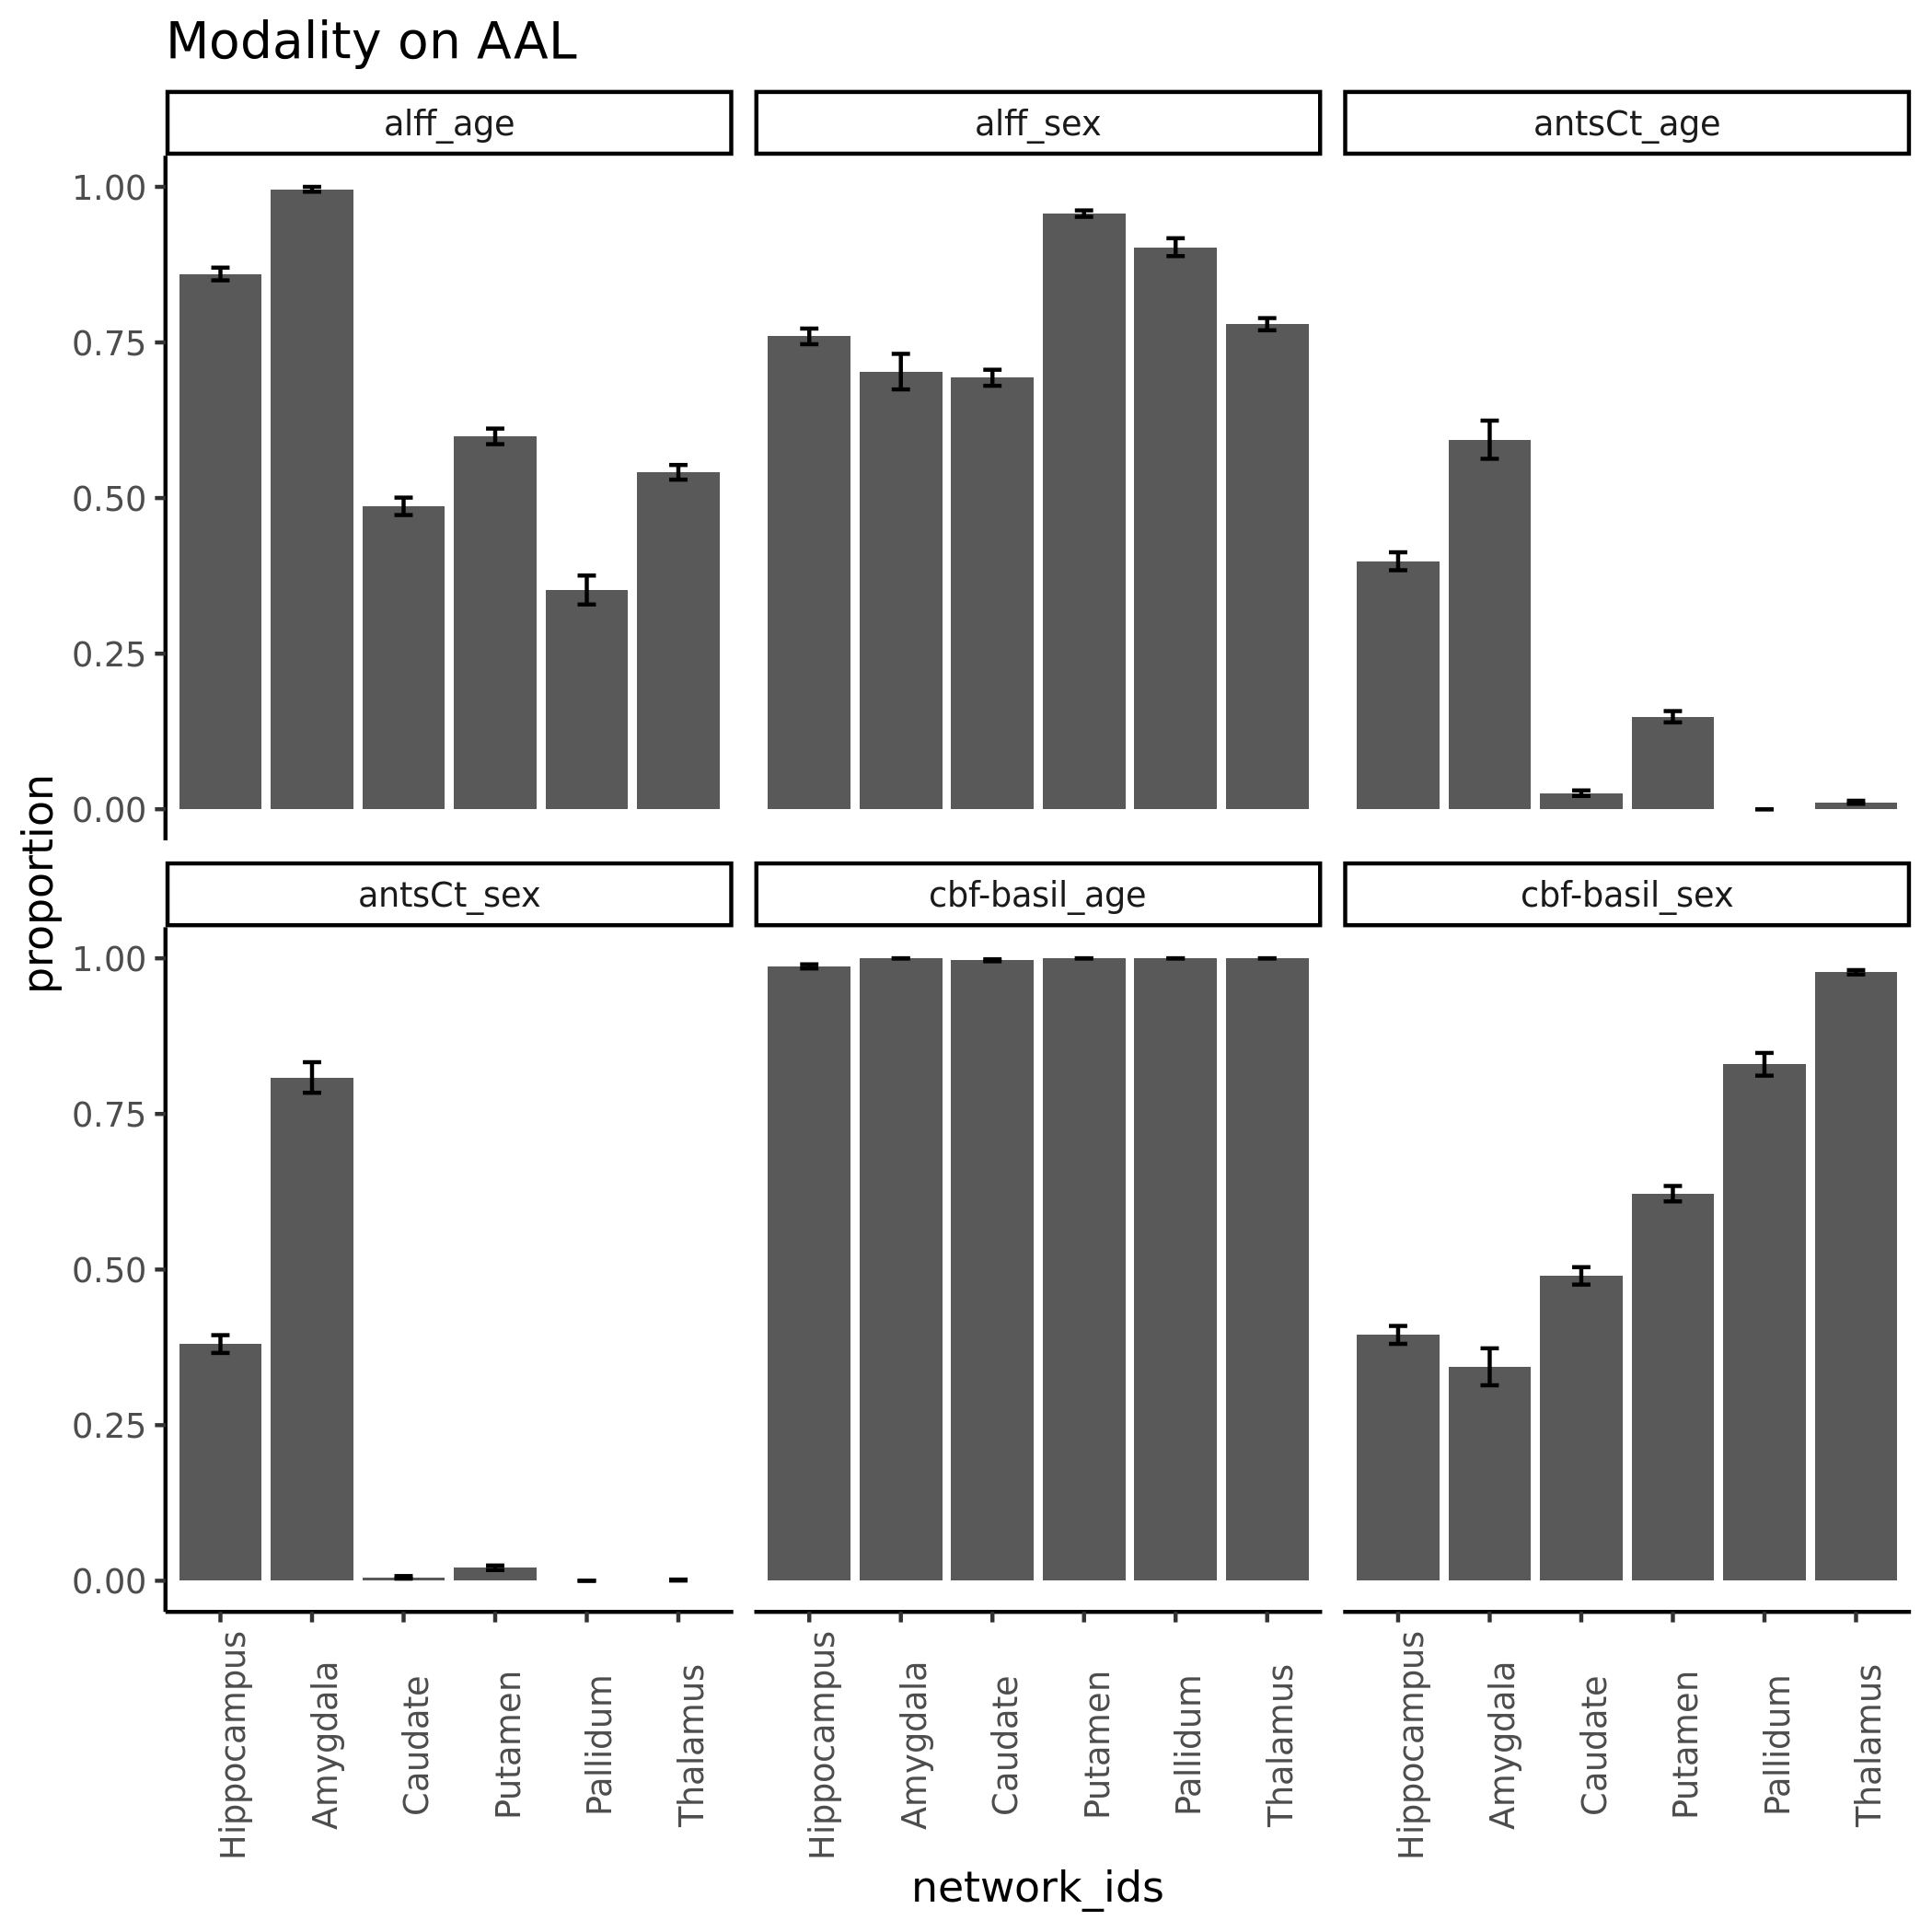 Modality on AAL
alff_age
alff_sex
antsCt_age
1.00
0.75
0.50
0.25
0.00
proportion
antsCt_sex
cbf-basil_age
cbf-basil_sex
1.00
0.75
0.50
0.25
0.00
Hippocampus
Amygdala
Caudate
Putamen
Pallidum
Thalamus
Hippocampus
Amygdala
Caudate
Putamen
Pallidum
Thalamus
Hippocampus
Amygdala
Caudate
Putamen
Pallidum
Thalamus
network_ids